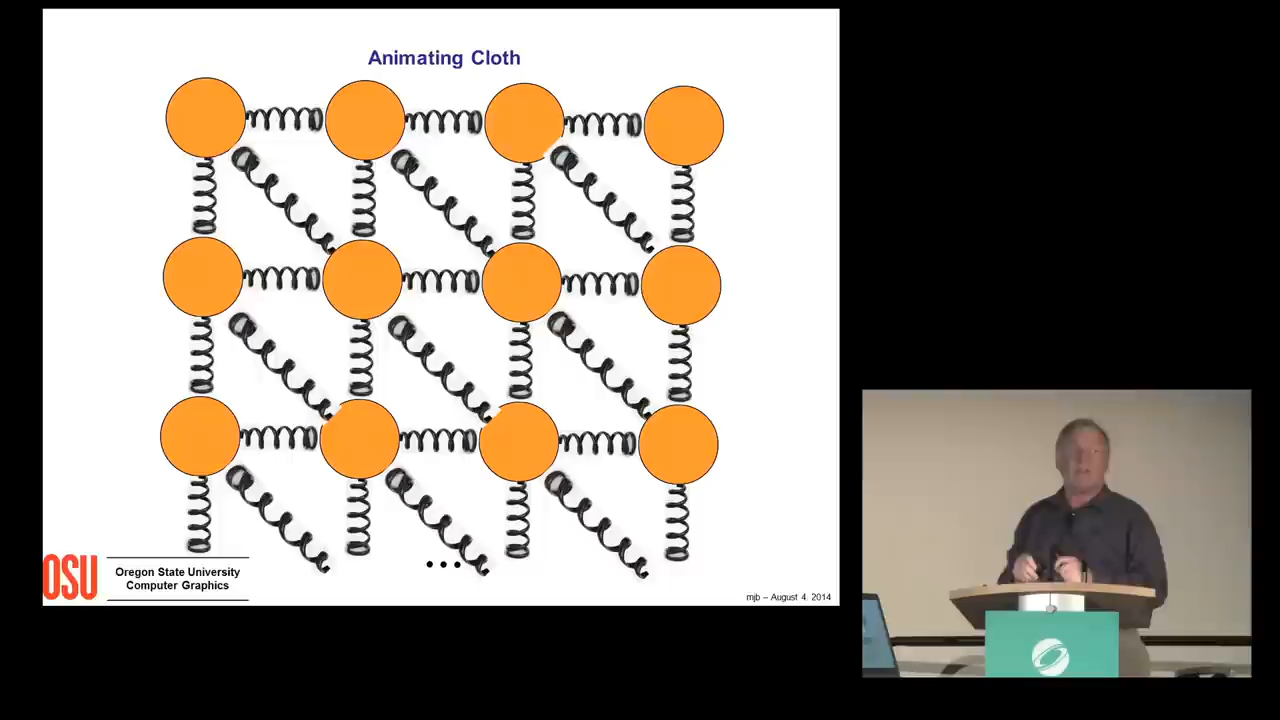 Animating Cloth
...
OSU
Oregon State University
Computer Graphics
mjb – August 4, 2014